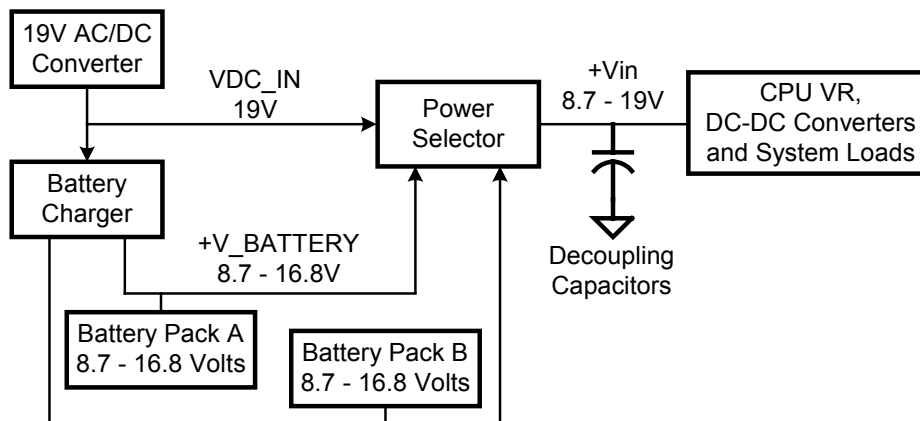 19V AC/DC
Converter
VDC_IN
19V
Power
Selector
+Vin
8.7 - 19V
CPU VR,
DC-DC Converters
and System Loads
Battery
Charger
+V_BATTERY
8.7 - 16.8V
Decoupling
Capacitors
Battery Pack A
8.7 - 16.8 Volts
Battery Pack B
8.7 - 16.8 Volts